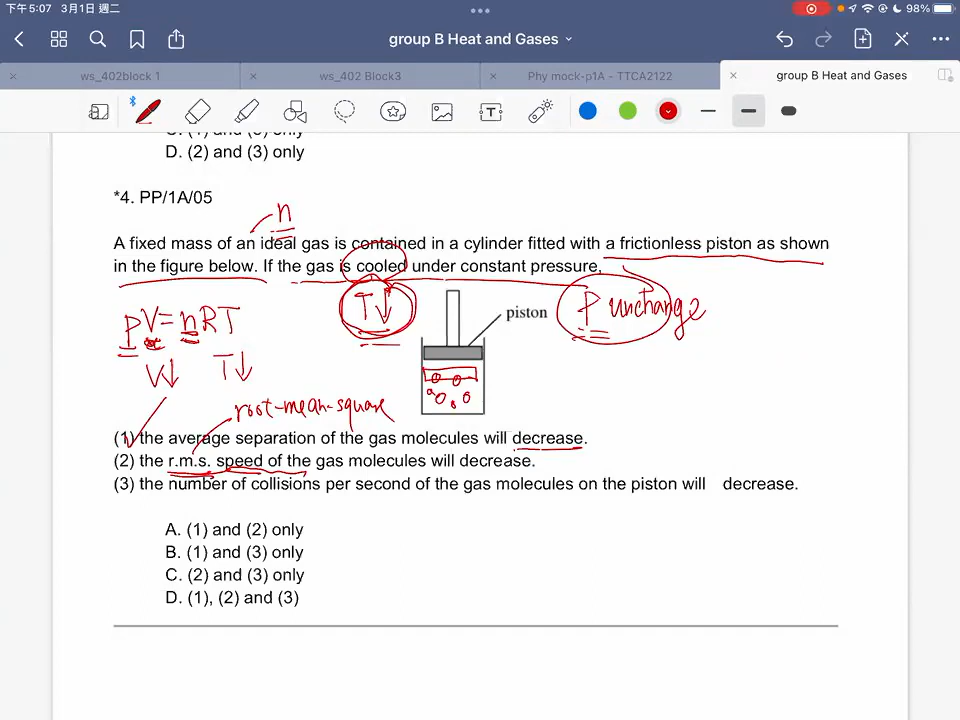 下午5:07 3月1日 週二
98%
group B Heat and Gases
ws_402block 1
ws_402 Block3
Phy mock-p1A - TTCA2122
group B Heat and Gases
D. (2) and (3) only
*4. PP/1A/05
n
A fixed mass of an ideal gas is contained in a cylinder fitted with a frictionless piston as shown
in the figure below. If the gas is cooled under constant pressure,
T↓
P unchange
PV=nRT
piston
V↓ T↓
root-mean-square
(1) the average separation of the gas molecules will decrease.
(2) the r.m.s. speed of the gas molecules will decrease.
(3) the number of collisions per second of the gas molecules on the piston will decrease.
A. (1) and (2) only
B. (1) and (3) only
C. (2) and (3) only
D. (1), (2) and (3)